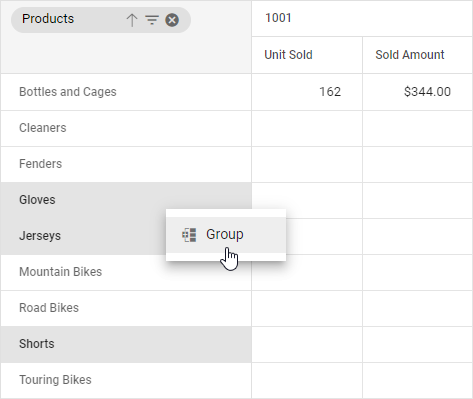 Products
1001
Unit Sold Sold Amount
Bottles and Cages 162 $344.00
Cleaners
Fenders
Gloves
Jerseys
Group
Mountain Bikes
Road Bikes
Shorts
Touring Bikes